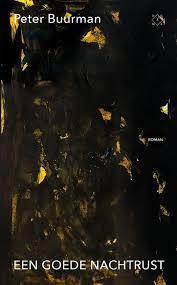 Peter Buurman
ROMAN
EEN GOEDE NACHTRUST